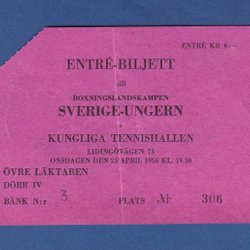 ENTRÉ KR 6:—
ENTRÉ-BILJETT
till
BOXNINGSLANDSKAMPEN
SVERIGE-UNGERN
i
KUNGLIGA TENNISHALLEN
LIDINGÖVÄGEN 75
ONSDAGEN DEN 25 APRIL 1956 KL. 19.30
ÖVRE LÄKTAREN
DÖRR IV
BÄNK N:r 3 PLATS Nr 306